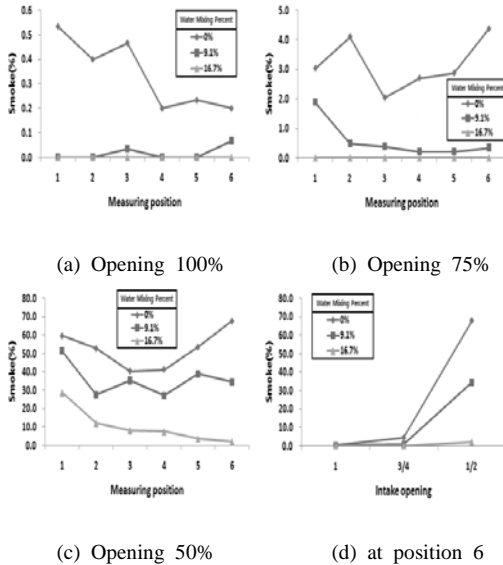 0.6
0.5
0.4
0.3
0.2
0.1
0.0
Smoke(%)
Water Mixing Percent
0%
9.1%
16.7%
1 2 3 4 5 6
Measuring position
(a) Opening 100%
5.0
4.0
3.0
2.0
1.0
0.0
Smoke(%)
Water Mixing Percent
0%
9.1%
16.7%
1 2 3 4 5 6
Measuring position
(b) Opening 75%
80.0
70.0
60.0
50.0
40.0
30.0
20.0
10.0
0.0
Smoke(%)
Water Mixing Percent
0%
9.1%
16.7%
1 2 3 4 5 6
Measuring position
(c) Opening 50%
80.0
70.0
60.0
50.0
40.0
30.0
20.0
10.0
0.0
Smoke(%)
Water Mixing Percent
0%
9.1%
16.7%
1 3/4 1/2
Intake opening
(d) at position 6